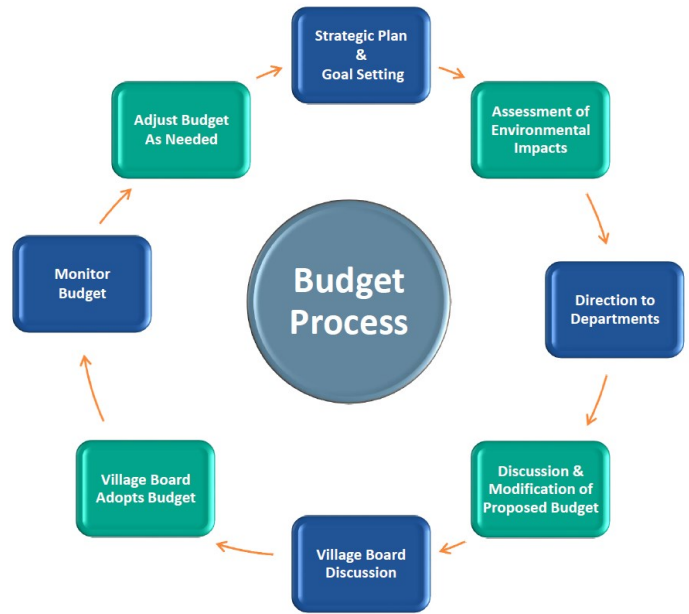 Strategic Plan
&
Goal Setting
Assessment of
Environmental
Impacts
Direction to
Departments
Discussion &
Modification of
Proposed Budget
Village Board
Discussion
Village Board
Adopts Budget
Monitor
Budget
Adjust Budget
As Needed
Budget
Process